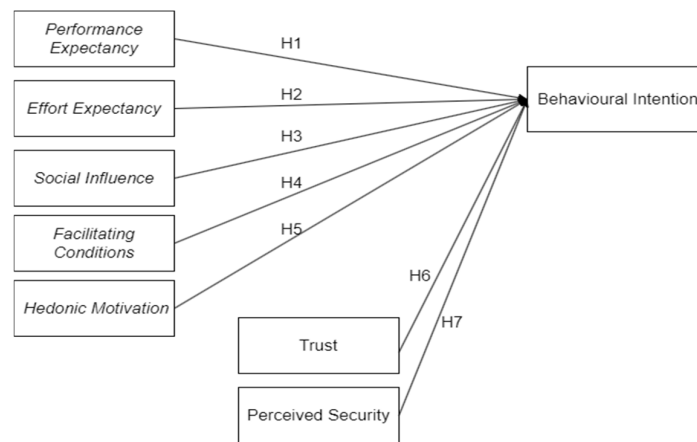 Performance
Expectancy
H1
H2
Behavioural Intention
Effort Expectancy
H3
Social Influence
H4
Facilitating
Conditions
H5
Hedonic Motivation
H6
H7
Trust
Perceived Security